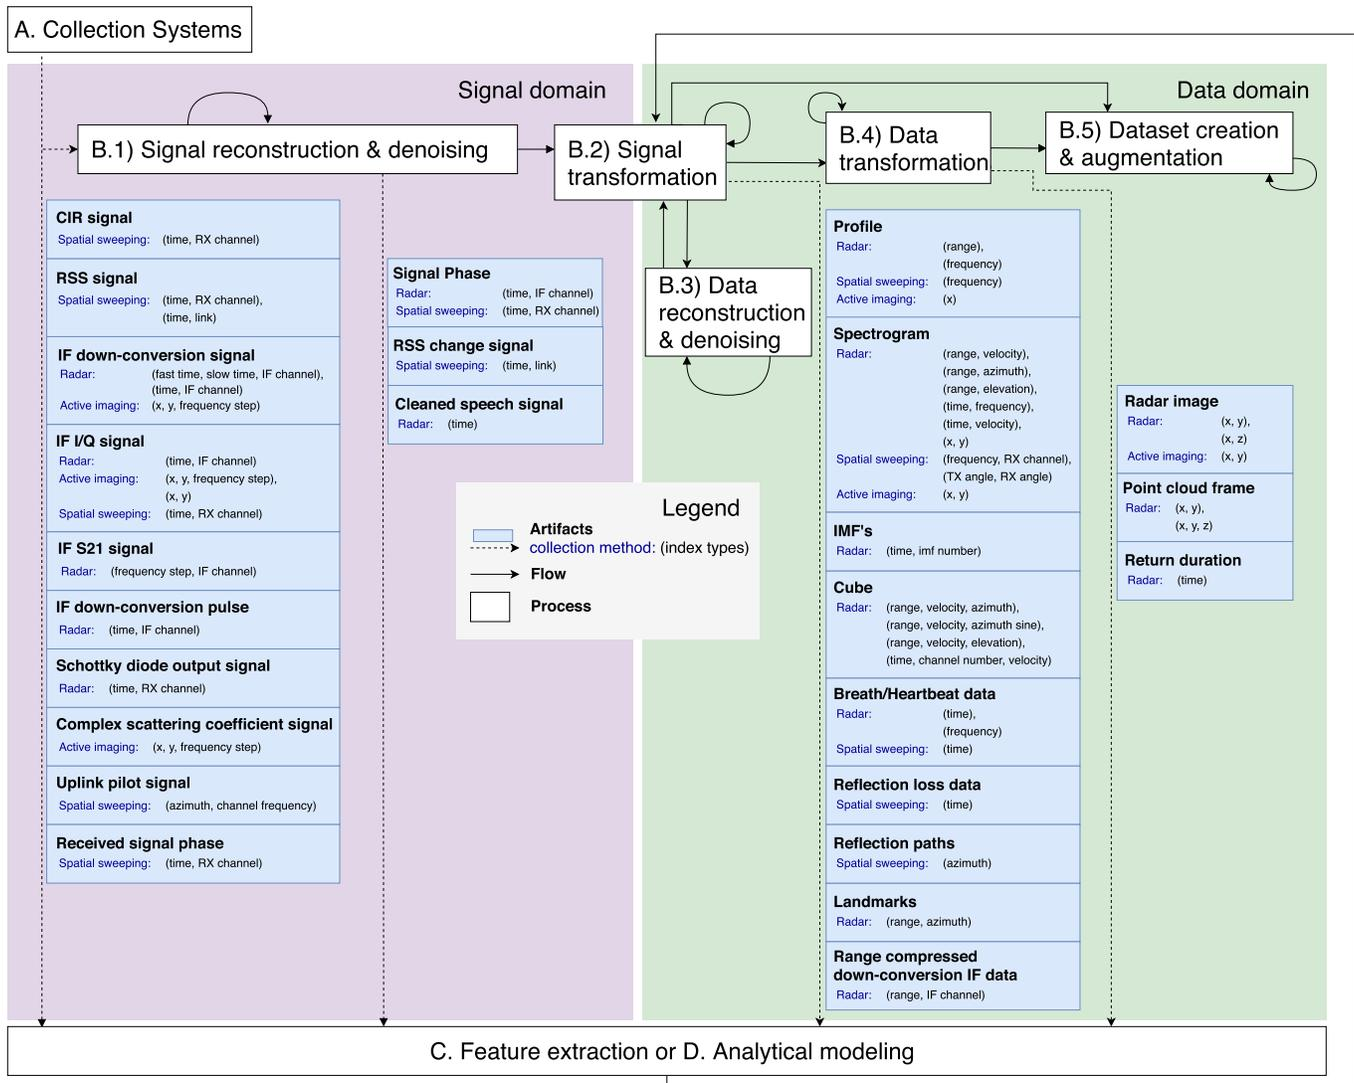 A. Collection Systems
Signal domain
Data domain
B.1) Signal reconstruction & denoising
B.2) Signal
transformation
B.3) Data
reconstruction
& denoising
B.4) Data
transformation
B.5) Dataset creation
& augmentation
CIR signal
Spatial sweeping: (time, RX channel)
RSS signal
Spatial sweeping: (time, RX channel),
(time, link)
IF down-conversion signal
Radar: (fast time, slow time, IF channel),
(time, IF channel)
Active imaging: (x, y, frequency step)
IF I/Q signal
Radar: (time, IF channel)
Active imaging: (x, y, frequency step),
(x, y)
Spatial sweeping: (time, RX channel)
IF S21 signal
Radar: (frequency step, IF channel)
IF down-conversion pulse
Radar: (time, IF channel)
Schottky diode output signal
Radar: (time, RX channel)
Complex scattering coefficient signal
Active imaging: (x, y, frequency step)
Uplink pilot signal
Spatial sweeping: (azimuth, channel frequency)
Received signal phase
Spatial sweeping: (time, RX channel)
Signal Phase
Radar: (time, IF channel)
Spatial sweeping: (time, RX channel)
RSS change signal
Spatial sweeping: (time, link)
Cleaned speech signal
Radar: (time)
Legend
Artifacts
collection method: (index types)
Flow
Process
Profile
Radar: (range),
(frequency)
Spatial sweeping: (frequency)
Active imaging: (x)
Spectrogram
Radar: (range, velocity),
(range, azimuth),
(range, elevation),
(time, frequency),
(time, velocity),
(x, y)
Spatial sweeping: (frequency, RX channel),
(TX angle, RX angle)
Active imaging: (x, y)
IMF's
Radar: (time, imf number)
Cube
Radar: (range, velocity, azimuth),
(range, velocity, azimuth sine),
(range, velocity, elevation),
(time, channel number, velocity)
Breath/Heartbeat data
Radar: (time),
(frequency)
Spatial sweeping: (time)
Reflection loss data
Spatial sweeping: (time)
Reflection paths
Spatial sweeping: (azimuth)
Landmarks
Radar: (range, azimuth)
Range compressed
down-conversion IF data
Radar: (range, IF channel)
Radar image
Radar: (x, y),
(x, z)
Active imaging: (x, y)
Point cloud frame
Radar: (x, y),
(x, y, z)
Return duration
Radar: (time)
C. Feature extraction or D. Analytical modeling